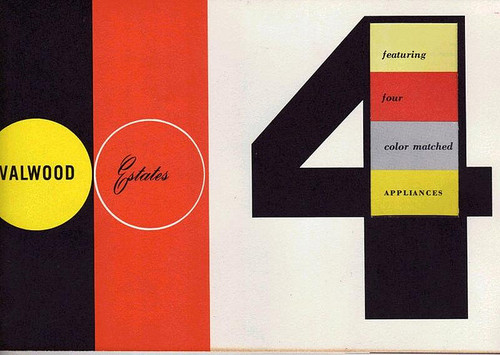 VALWOOD
Estates
4
featuring
four
color matched
APPLIANCES